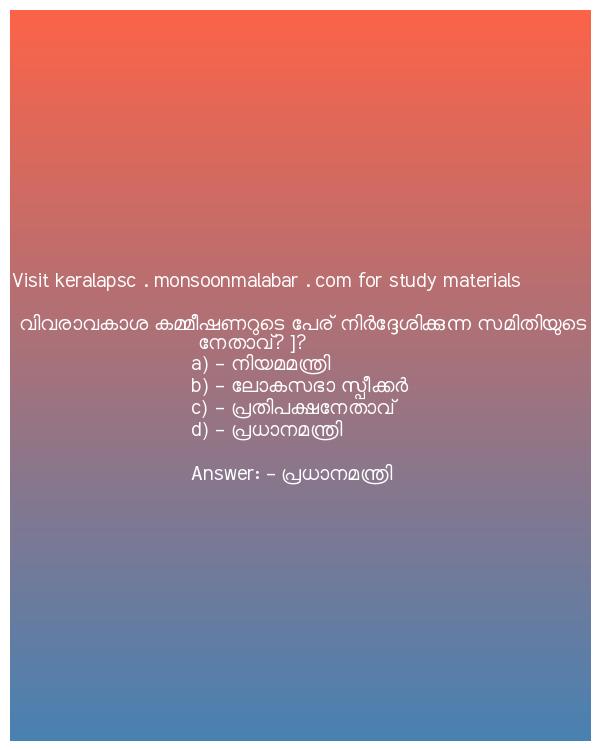 Visit keralapsc . monsoonmalabar . com for study materials
വിവരാവകാശ കമ്മീഷണറുടെ പേര് നിർദ്ദേശിക്കുന്ന സമിതിയുടെ
നേതാവ്? ]?
a) - നിയമമന്ത്രി
b) - ലോകസഭാ സ്പീക്കർ
c) - പ്രതിപക്ഷനേതാവ്
d) - പ്രധാനമന്ത്രി
Answer: - പ്രധാനമന്ത്രി